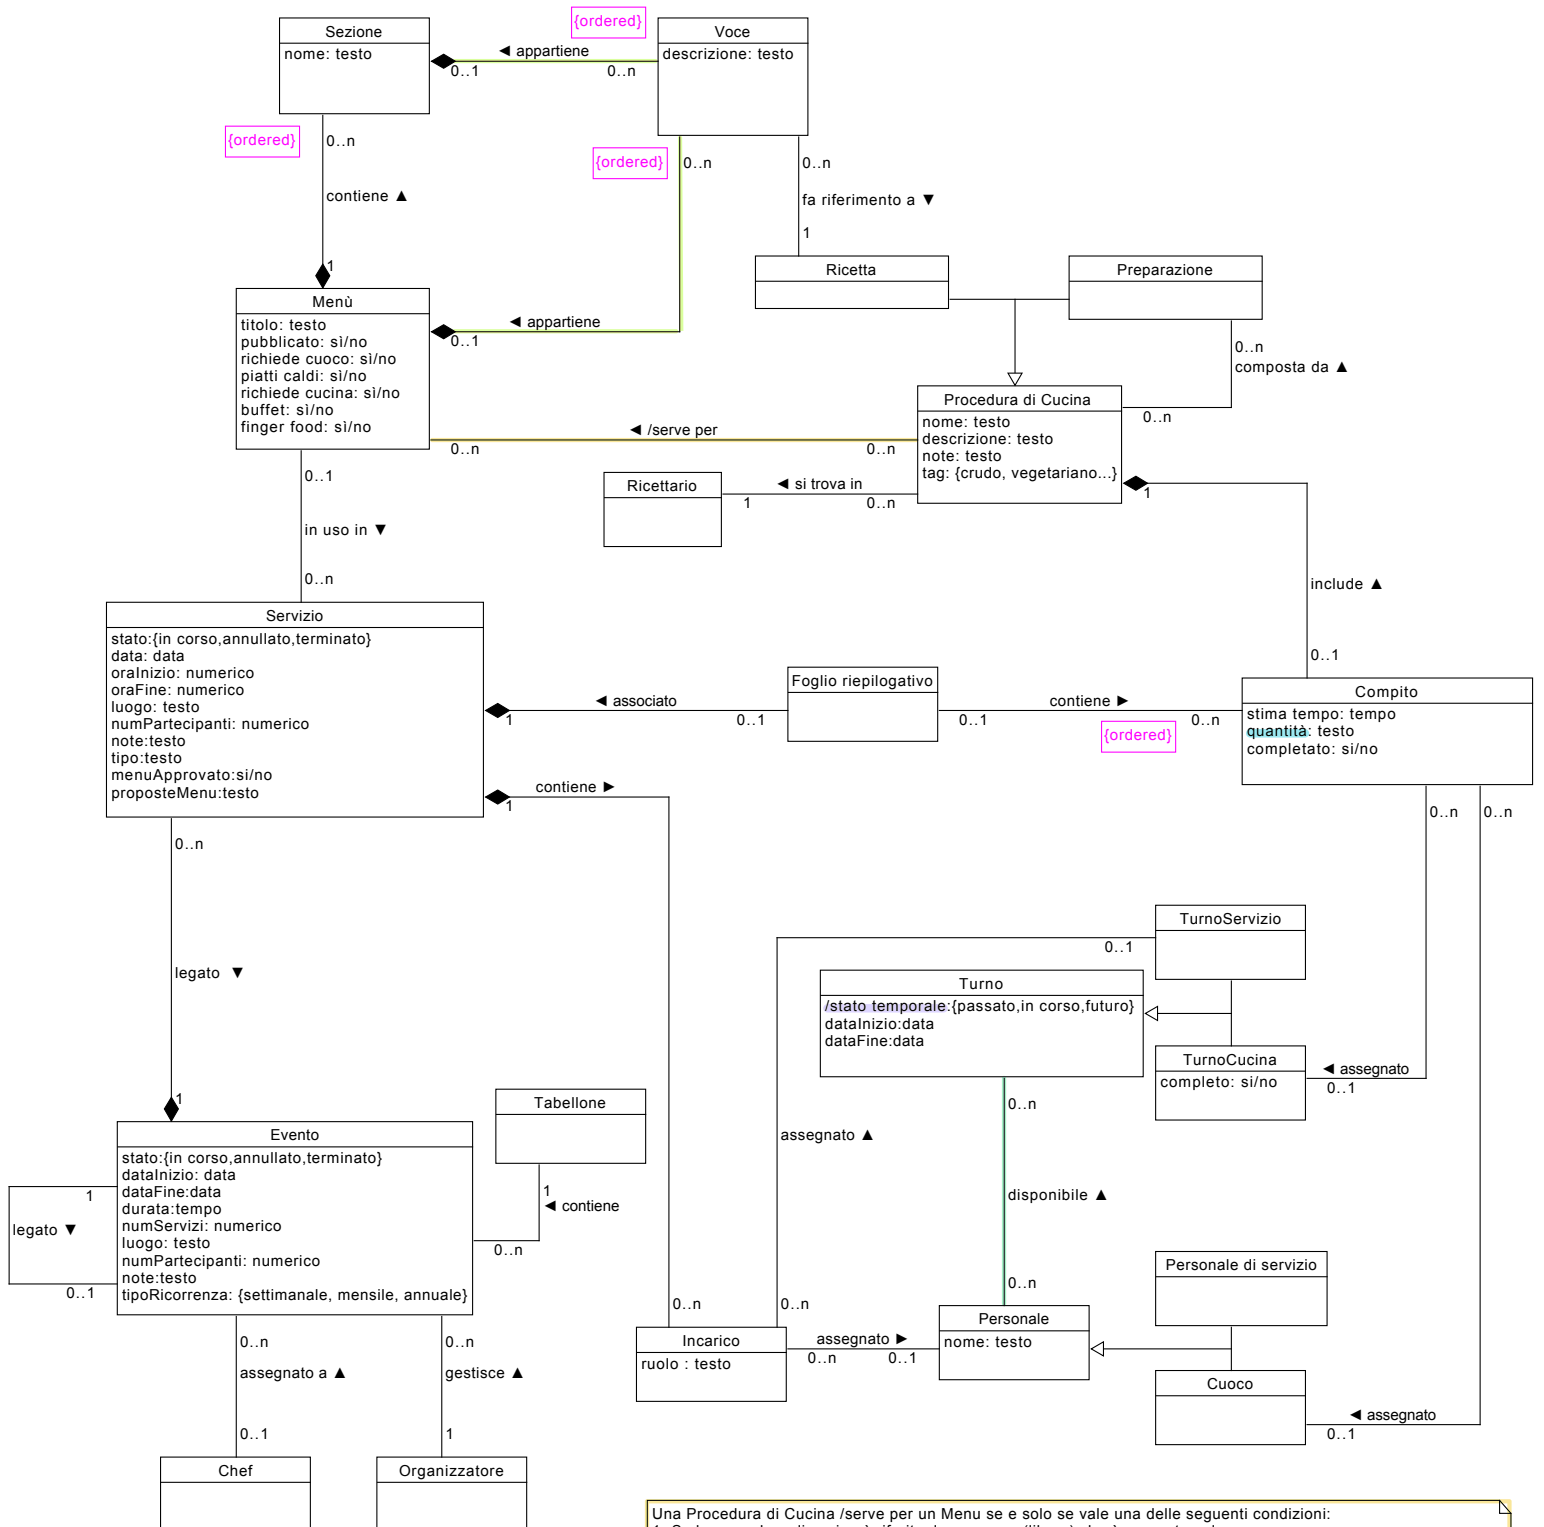 {ordered}
Sezione
nome: testo
◄ appartiene
0..1
0..n
Voce
descrizione: testo
{ordered}
0..n
contiene ▲
1
{ordered}
0..n
0..n
fa riferimento a ▼
1
Ricetta
Preparazione
Menù
titolo: testo
pubblicato: sì/no
richiede cuoco: sì/no
piatti caldi: sì/no
richiede cucina: sì/no
buffet: sì/no
finger food: sì/no
◄ appartiene
0..1
0..n
composta da ▲
0..n
Procedura di Cucina
nome: testo
descrizione: testo
note: testo
tag: {crudo, vegetariano...}
◄ /serve per
0..n
0..n
Ricettario
◄ si trova in
1
0..n
1
include ▲
0..1
0..1
in uso in ▼
0..n
Servizio
stato:{in corso,annullato,terminato}
data: data
oraInizio: numerico
oraFine: numerico
luogo: testo
numPartecipanti: numerico
note:testo
tipo:testo
menuApprovato:si/no
proposteMenu:testo
◄ associato
1
0..1
Foglio riepilogativo
contiene ►
0..1
0..n
{ordered}
Compito
stima tempo: tempo
quantità: testo
completato: si/no
contiene ►
1
0..n
0..n
0..n
legato ▼
1
0..n
TurnoServizio
0..1
Turno
/stato temporale:{passato,in corso,futuro}
dataInizio:data
dataFine:data
TurnoCucina
completo: si/no
◄ assegnato
0..1
Tabellone
1
◄ contiene
0..n
Evento
stato:{in corso,annullato,terminato}
dataInizio: data
dataFine:data
durata:tempo
numServizi: numerico
luogo: testo
numPartecipanti: numerico
note:testo
tipoRicorrenza: {settimanale, mensile, annuale}
1
legato ▼
0..1
assegnato ▲
0..n
0..n
disponibile ▲
0..n
Personale di servizio
0..n
Incarico
ruolo : testo
assegnato ►
0..n
0..1
Personale
nome: testo
Cuoco
◄ assegnato
0..1
0..n
assegnato a ▲
0..1
0..n
gestisce ▲
1
Chef
Organizzatore
Una Procedura di Cucina /serve per un Menu se e solo se vale una delle seguenti condizioni: